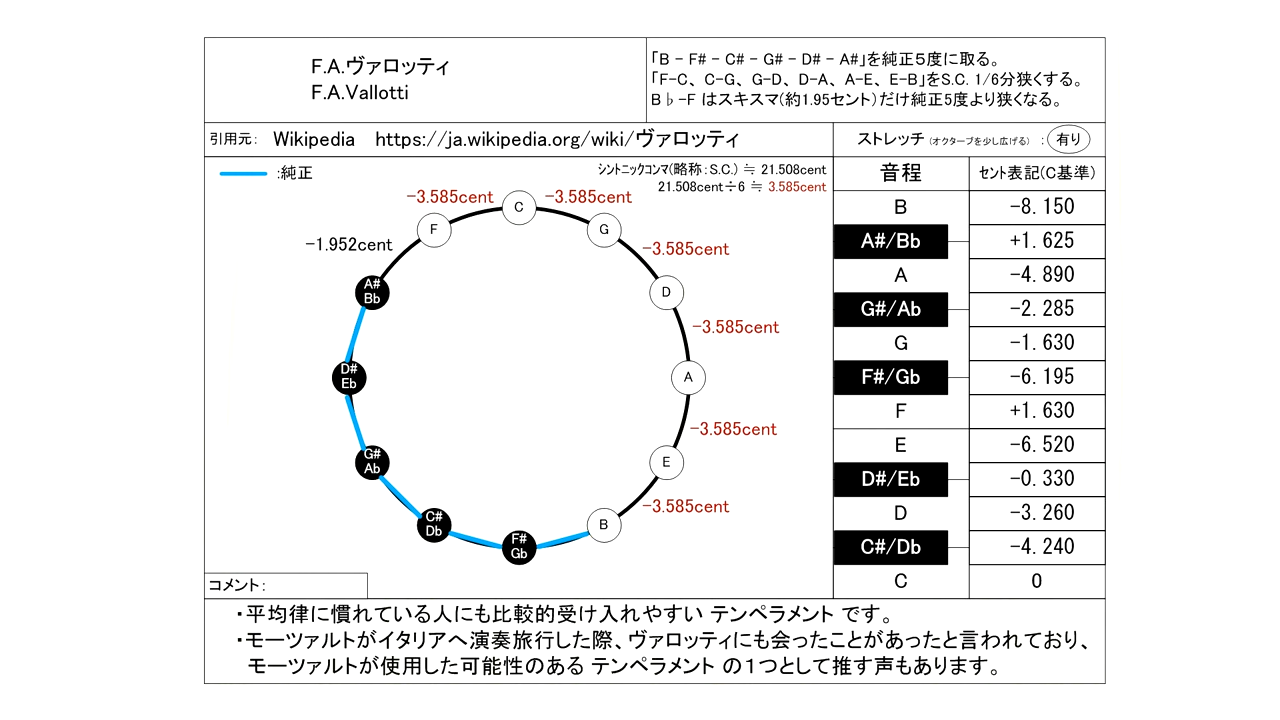 F.A.ヴァロッティ
F.A.Vallotti
「B - F# - C# - G# - D# - A#」を純正５度に取る。
「F-C、C-G、G-D、D-A、A-E、E-B」をS.C. 1/6分狭くする。
B♭-F はスキスマ(約1.95セント)だけ純正5度より狭くなる。
引用元: Wikipedia https://ja.wikipedia.org/wiki/ヴァロッティ
ストレッチ (オクターブを少し広げる) : 有り
:純正
シントニックコンマ(略称:S.C.) ≒ 21.508cent
21.508cent÷6 ≒ 3.585cent
-3.585cent
-3.585cent
C
F
G
-1.952cent
-3.585cent
A#
Bb
D
-3.585cent
D#
Eb
A
-3.585cent
G#
Ab
E
-3.585cent
C#
Db
B
F#
Gb
音程 セント表記(C基準)
B -8.150
A#/Bb +1.625
A -4.890
G#/Ab -2.285
G -1.630
F#/Gb -6.195
F +1.630
E -6.520
D#/Eb -0.330
D -3.260
C#/Db -4.240
C 0
コメント:
・平均律に慣れている人にも比較的受け入れやすい テンペラメント です。
・モーツァルトがイタリアへ演奏旅行した際、ヴァロッティにも会ったことがあったと言われており、
モーツァルトが使用した可能性のある テンペラメント の１つとして推す声もあります。